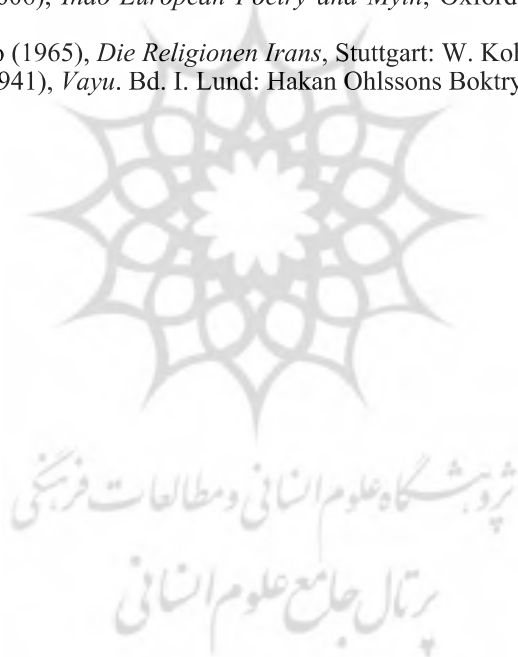 006), Indo-European Poetry and Myth, Oxford
o (1965), Die Religionen Irans, Stuttgart: W. Kol
941), Vayu. Bd. I. Lund: Hakan Ohlssons Boktry
پژوهشگاه علوم انسانی و مطالعات فرهنگی
پرتال جامع علوم انسانی